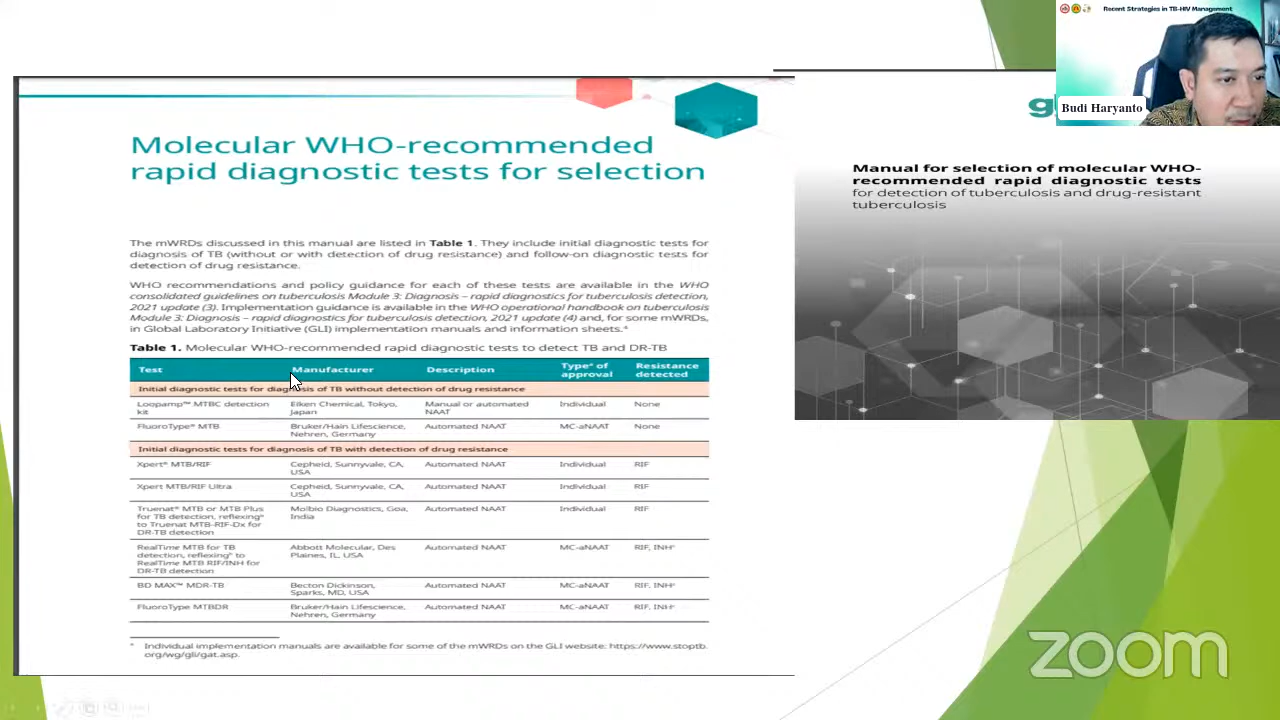 Recent Strategies in TB-HIV Management
Budi Haryanto
Molecular WHO-recommended
rapid diagnostic tests for selection
The mWRDs discussed in this manual are listed in Table 1. They include initial diagnostic tests for
diagnosis of TB (without or with detection of drug resistance) and follow-on diagnostic tests for
detection of drug resistance.
WHO recommendations and policy guidance for each of these tests are available in the WHO
consolidated guidelines on tuberculosis Module 3: Diagnosis – rapid diagnostics for tuberculosis detection,
2021 update (3). Implementation guidance is available in the WHO operational handbook on tuberculosis
Module 3: Diagnosis – rapid diagnostics for tuberculosis detection, 2021 update (4) and, for some mWRDs,
in Global Laboratory Initiative (GLI) implementation manuals and information sheets.⁴
Table 1. Molecular WHO-recommended rapid diagnostic tests to detect TB and DR-TB
Test Manufacturer Description Typeᵃ of approval Resistance detected
Initial diagnostic tests for diagnosis of TB without detection of drug resistance
Loopamp™ MTBC detection Eiken Chemical, Tokyo, Manual or automated Individual None
kit Japan NAAT
FluoroType® MTB Bruker/Hain Lifescience, Automated NAAT MC-aNAAT None
Nehren, Germany
Initial diagnostic tests for diagnosis of TB with detection of drug resistance
Xpert® MTB/RIF Cepheid, Sunnyvale, CA, Automated NAAT Individual RIF
USA
Xpert MTB/RIF Ultra Cepheid, Sunnyvale, CA, Automated NAAT Individual RIF
USA
Truenat® MTB or MTB Plus Molbio Diagnostics, Goa, Automated NAAT Individual RIF
for TB detection, reflexingᵇ India
to Truenat MTB-RIF-Dx for
DR-TB detection
RealTime MTB for TB Abbott Molecular, Des Automated NAAT MC-aNAAT RIF, INHᶜ
detection, reflexingᵇ to Plaines, IL, USA
RealTime MTB RIF/INH for
DR-TB detection
BD MAX™ MDR-TB Becton Dickinson, Automated NAAT MC-aNAAT RIF, INHᶜ
Sparks, MD, USA
FluoroType MTBDR Bruker/Hain Lifescience, Automated NAAT MC-aNAAT RIF, INHᶜ
Nehren, Germany
⁴ Individual implementation manuals are available for some of the mWRDs on the GLI website: https://www.stoptb.
org/wg/gli/gat.asp.
Manual for selection of molecular WHO-
recommended rapid diagnostic tests
for detection of tuberculosis and drug-resistant
tuberculosis
zoom